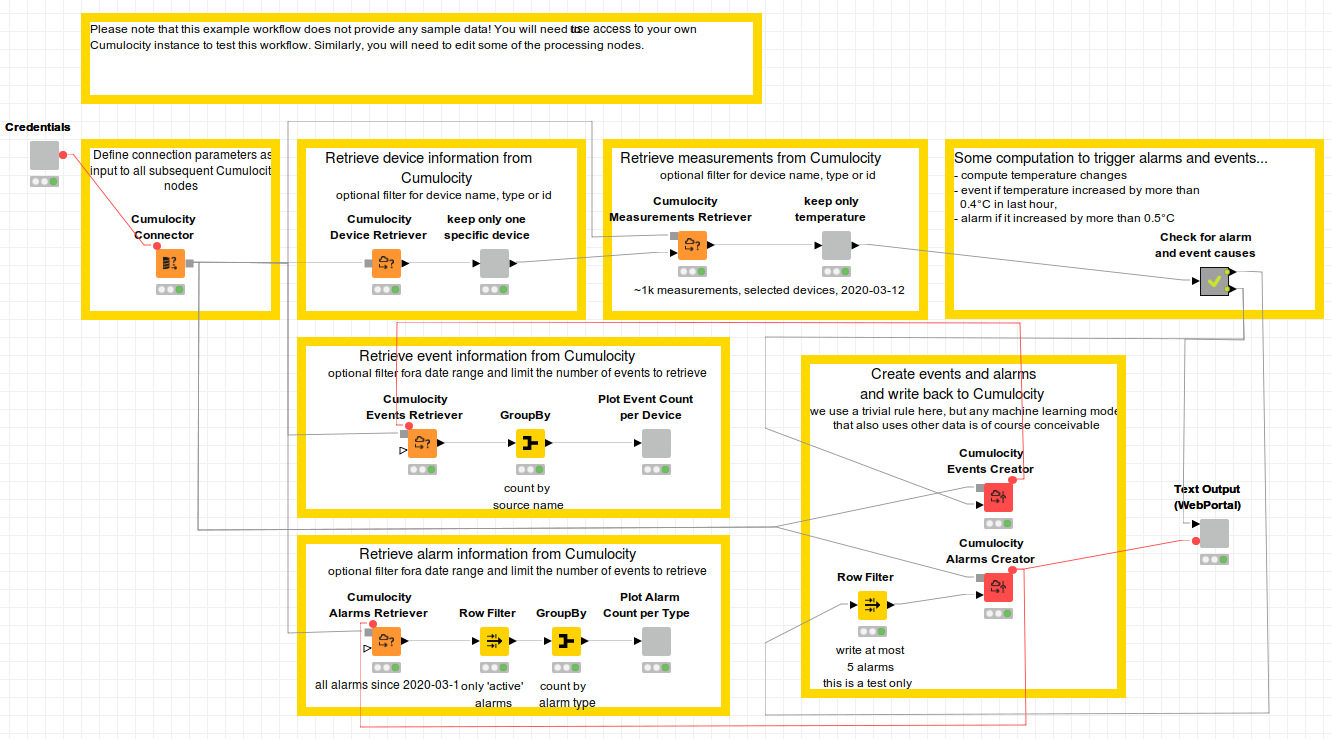 Please note that this example workflow does not provide any sample data! You will need to use access to your own
Cumulocity instance to test this workflow. Similarly, you will need to edit some of the processing nodes.
Credentials
Define connection parameters as
input to all subsequent Cumulocit
nodes
Cumulocity
Connector
Retrieve device information from
Cumulocity
optional filter for device name, type or id
Cumulocity
Device Retriever
keep only one
specific device
Retrieve measurements from Cumulocity
optional filter for device name, type or id
Cumulocity
Measurements Retriever
keep only
temperature
~1k measurements, selected devices, 2020-03-12
Some computation to trigger alarms and events...
- compute temperature changes
- event if temperature increased by more than
0.4°C in last hour,
- alarm if it increased by more than 0.5°C
Check for alarm
and event causes
Retrieve event information from Cumulocity
optional filter fora date range and limit the number of events to retrieve
Cumulocity
Events Retriever
GroupBy
Plot Event Count
per Device
count by
source name
Create events and alarms
and write back to Cumulocity
we use a trivial rule here, but any machine learning mode
that also uses other data is of course conceivable
Cumulocity
Events Creator
Cumulocity
Alarms Creator
Row Filter
write at most
5 alarms
this is a test only
Text Output
(WebPortal)
Retrieve alarm information from Cumulocity
optional filter fora date range and limit the number of events to retrieve
Cumulocity
Alarms Retriever
Row Filter
GroupBy
Plot Alarm
Count per Type
all alarms since 2020-03-1
only 'active'
alarms
count by
alarm type